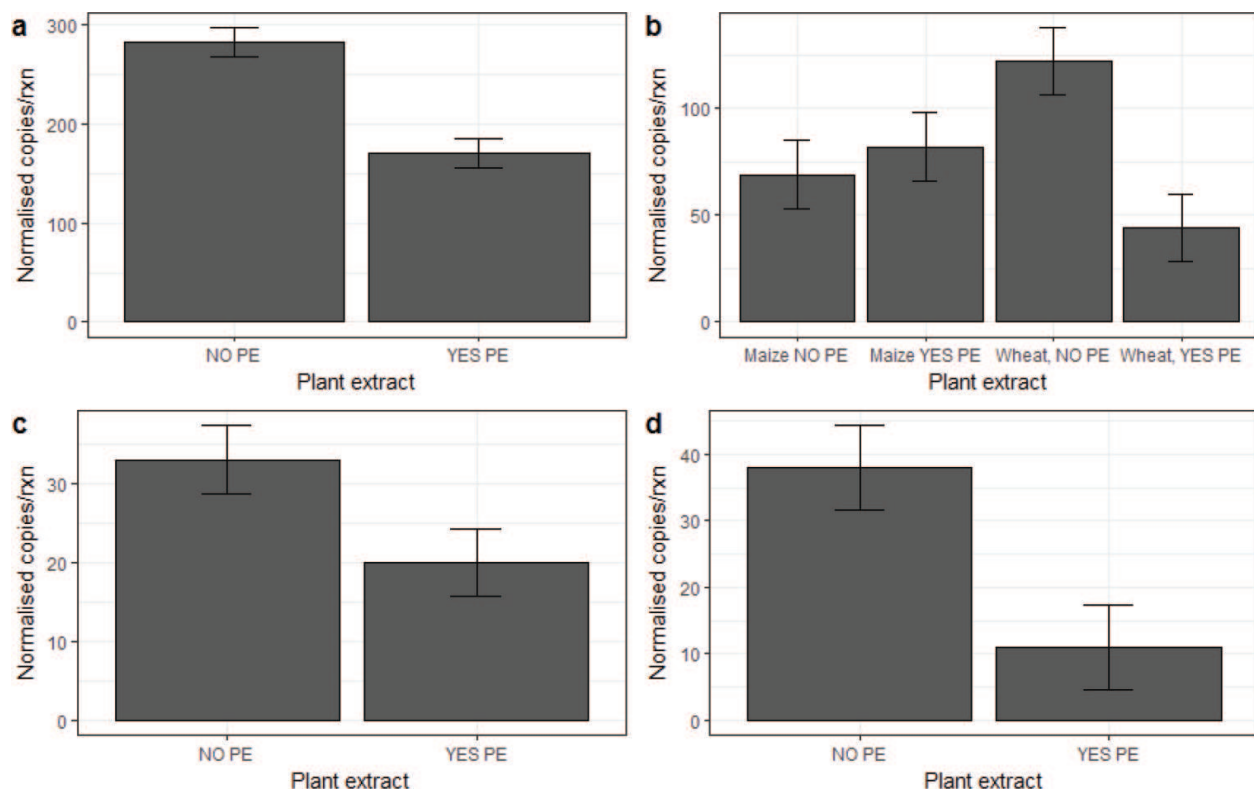 a
Normalised copies/rxn
300
200
100
0
NO PE
YES PE
Plant extract
b
Normalised copies/rxn
100
50
0
Maize NO PE
Maize YES PE
Wheat, NO PE
Wheat, YES PE
Plant extract
c
Normalised copies/rxn
30
20
10
0
NO PE
YES PE
Plant extract
d
Normalised copies/rxn
40
30
20
10
0
NO PE
YES PE
Plant extract